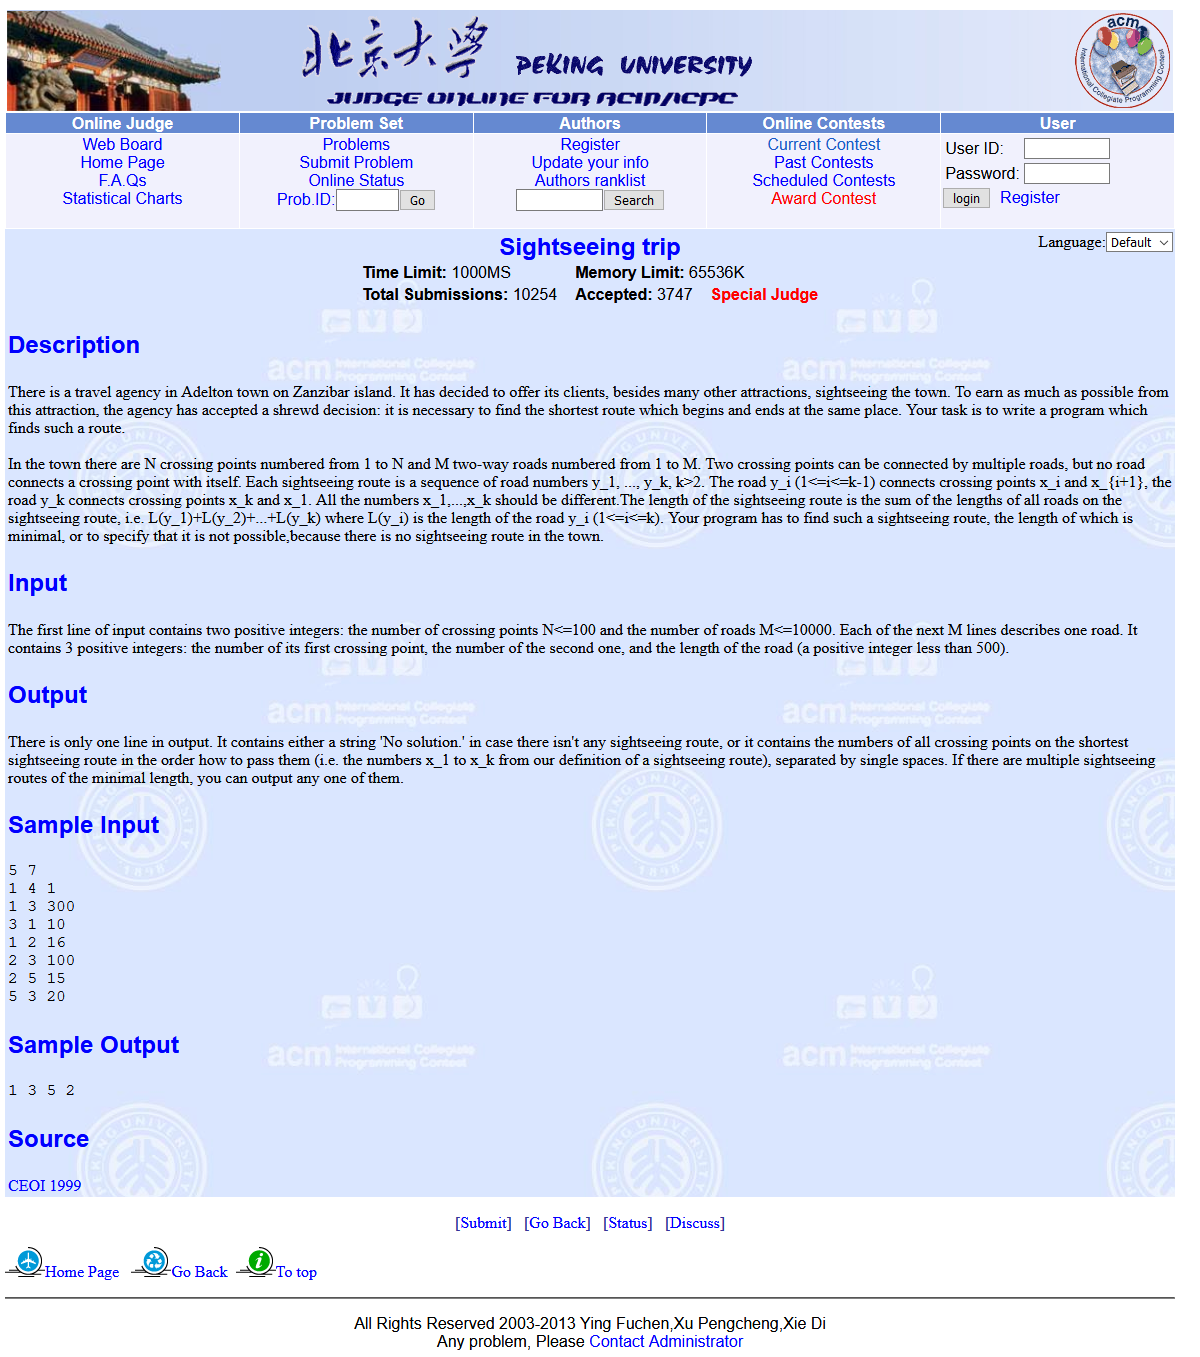 北京大学 PEKING UNIVERSITY
JUDGE ONLINE FOR ACM/ICPC
acm International Collegiate Programming Contest
Online Judge Problem Set Authors Online Contests User
Web Board Problems Register Current Contest User ID:
Home Page Submit Problem Update your info Past Contests Password:
F.A.Qs Online Status Authors ranklist Scheduled Contests
Statistical Charts Prob.ID: Go Search Award Contest login Register
Sightseeing trip Language: Default
Time Limit: 1000MS Memory Limit: 65536K
Total Submissions: 10254 Accepted: 3747 Special Judge
Description
There is a travel agency in Adelton town on Zanzibar island. It has decided to offer its clients, besides many other attractions, sightseeing the town. To earn as much as possible from
this attraction, the agency has accepted a shrewd decision: it is necessary to find the shortest route which begins and ends at the same place. Your task is to write a program which
finds such a route.
In the town there are N crossing points numbered from 1 to N and M two-way roads numbered from 1 to M. Two crossing points can be connected by multiple roads, but no road
connects a crossing point with itself. Each sightseeing route is a sequence of road numbers y_1, ..., y_k, k>2. The road y_i (1<=i<=k-1) connects crossing points x_i and x_{i+1}, the
road y_k connects crossing points x_k and x_1. All the numbers x_1,...,x_k should be different.The length of the sightseeing route is the sum of the lengths of all roads on the
sightseeing route, i.e. L(y_1)+L(y_2)+...+L(y_k) where L(y_i) is the length of the road y_i (1<=i<=k). Your program has to find such a sightseeing route, the length of which is
minimal, or to specify that it is not possible,because there is no sightseeing route in the town.
Input
The first line of input contains two positive integers: the number of crossing points N<=100 and the number of roads M<=10000. Each of the next M lines describes one road. It
contains 3 positive integers: the number of its first crossing point, the number of the second one, and the length of the road (a positive integer less than 500).
Output
There is only one line in output. It contains either a string 'No solution.' in case there isn't any sightseeing route, or it contains the numbers of all crossing points on the shortest
sightseeing route in the order how to pass them (i.e. the numbers x_1 to x_k from our definition of a sightseeing route), separated by single spaces. If there are multiple sightseeing
routes of the minimal length, you can output any one of them.
Sample Input
5 7
1 4 1
1 3 300
3 1 10
1 2 16
2 3 100
2 5 15
5 3 20
Sample Output
1 3 5 2
Source
CEOI 1999
[Submit] [Go Back] [Status] [Discuss]
Home Page Go Back To top
All Rights Reserved 2003-2013 Ying Fuchen,Xu Pengcheng,Xie Di
Any problem, Please Contact Administrator